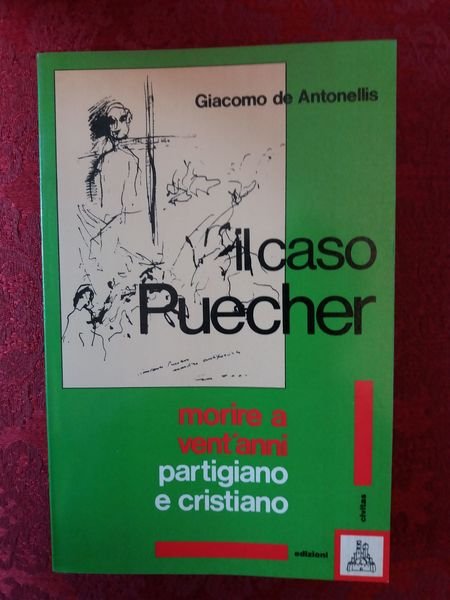 Giacomo de Antonellis
il caso
Puecher
morire a
vent'anni
partigiano
e cristiano
edizioni
civitas